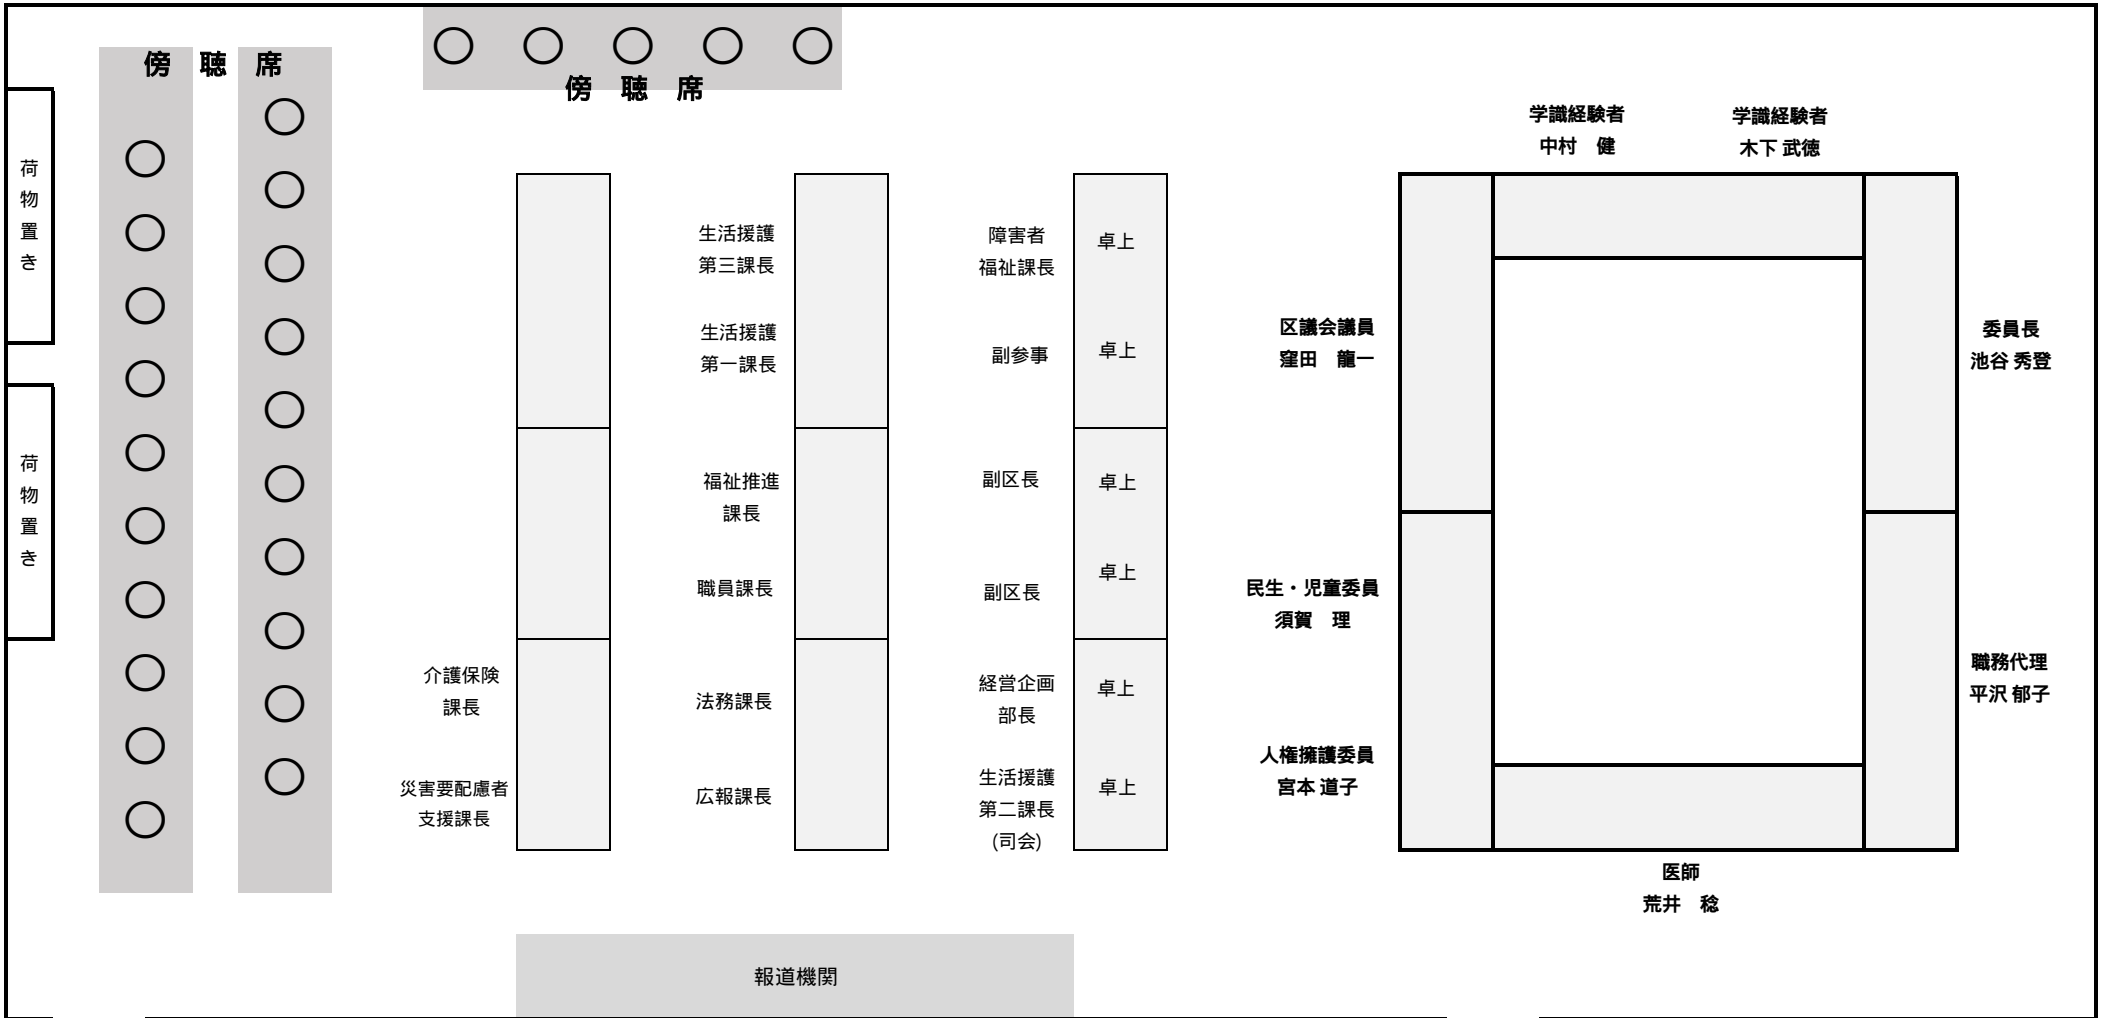 傍　聴　席
傍　聴　席
荷物置き
荷物置き
生活援護
第三課長
生活援護
第一課長
福祉推進
課長
職員課長
介護保険
課長
法務課長
災害要配慮者
支援課長
広報課長
障害者
福祉課長
卓上
副参事
卓上
副区長
卓上
副区長
卓上
経営企画
部長
卓上
生活援護
第二課長
(司会)
卓上
学識経験者
中村　健
学識経験者
木下 武徳
区議会議員
窪田　龍一
委員長
池谷 秀登
民生・児童委員
須賀　理
職務代理
平沢 郁子
人権擁護委員
宮本 道子
医師
荒井　稔
報道機関